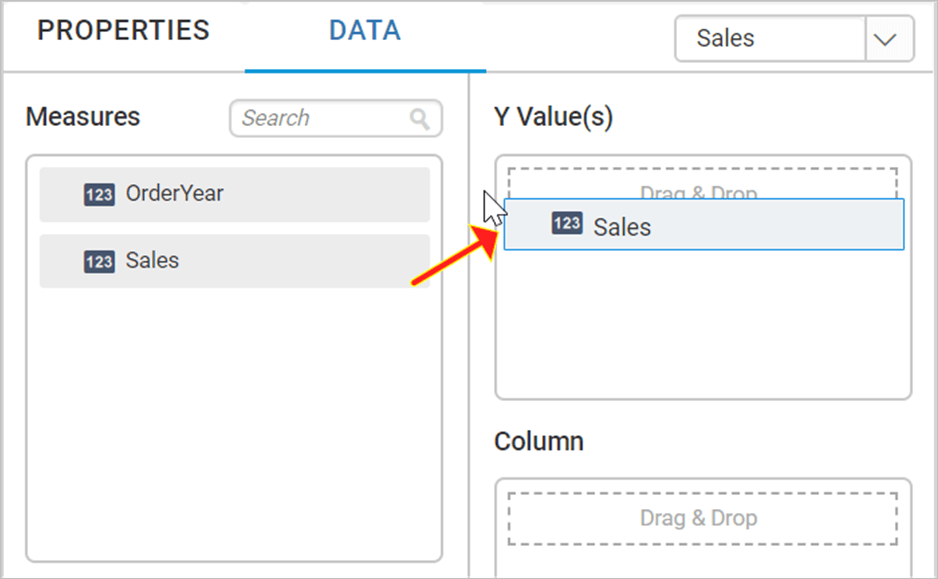 PROPERTIES
DATA
Sales
Measures
Search
123 OrderYear
123 Sales
Y Value(s)
Drag & Drop
123 Sales
Column
Drag & Drop